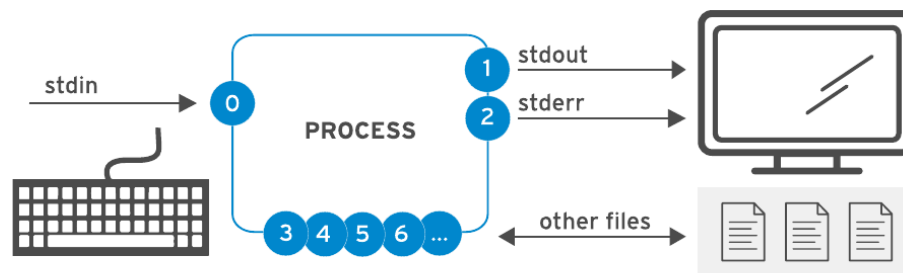 stdin
0
PROCESS
1
stdout
2
stderr
3 4 5 6 ...
other files